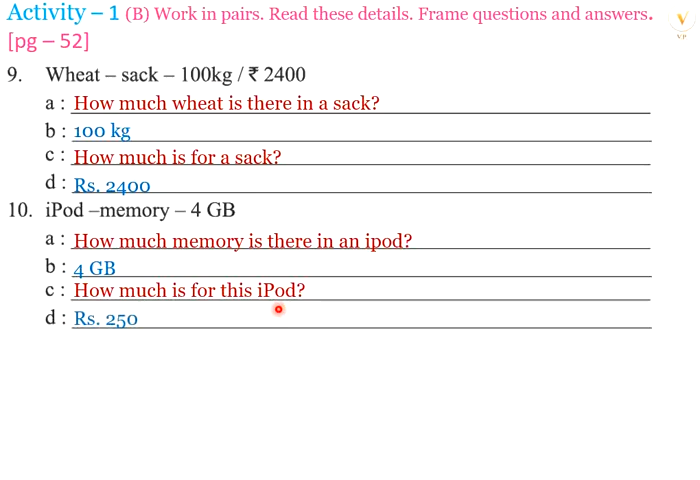 Activity – 1 (B) Work in pairs. Read these details. Frame questions and answers.
[pg – 52]
VP
9. Wheat – sack – 100kg / ₹ 2400
a : How much wheat is there in a sack?
b : 100 kg
c : How much is for a sack?
d : Rs. 2400
10. iPod –memory – 4 GB
a : How much memory is there in an ipod?
b : 4 GB
c : How much is for this iPod?
d : Rs. 250